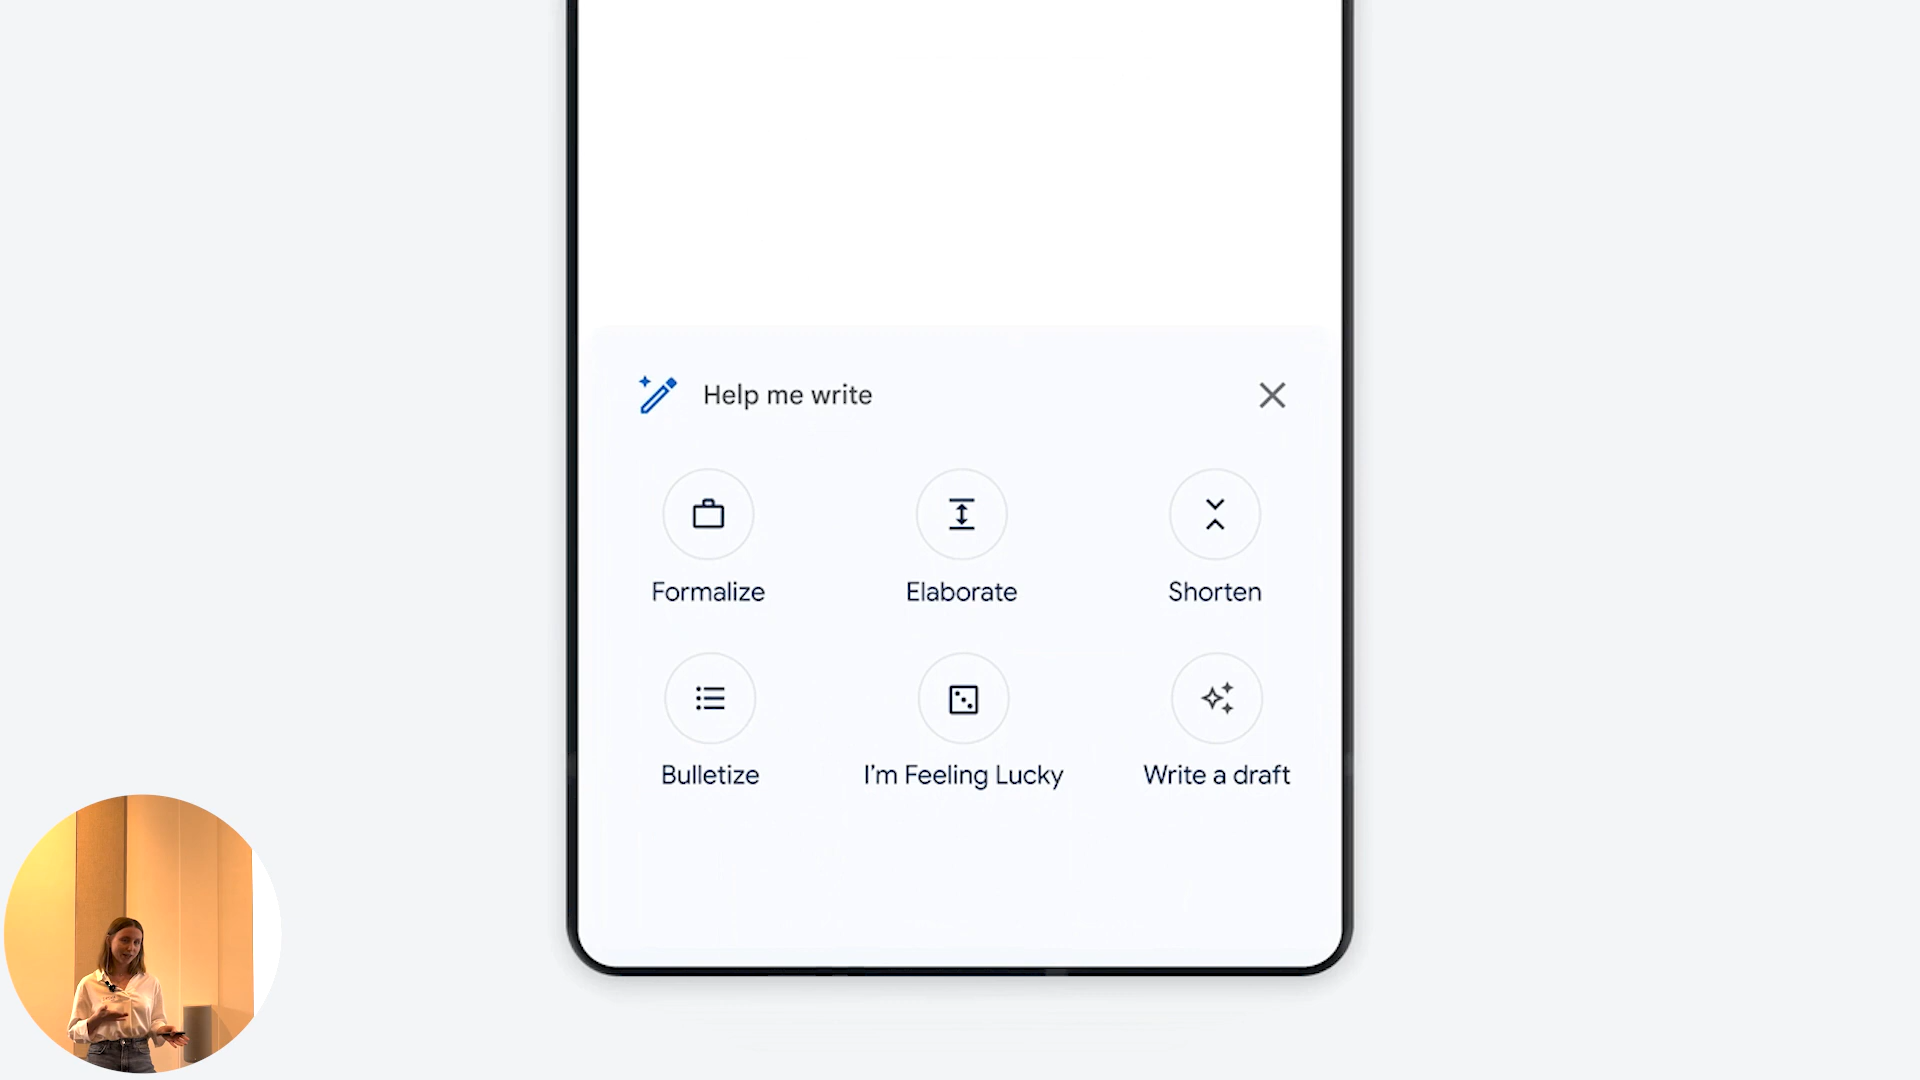 Help me write
Formalize
Elaborate
Shorten
Bulletize
I'm Feeling Lucky
Write a draft